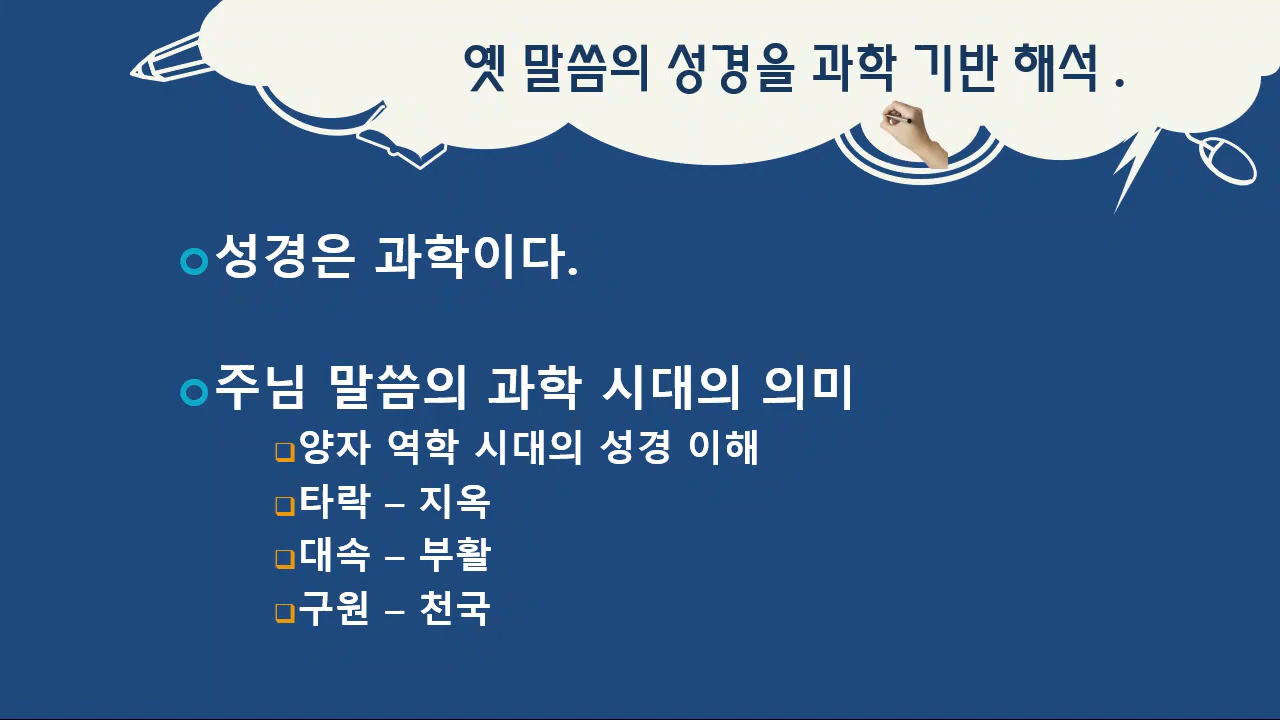 옛 말씀의 성경을 과학 기반 해석 .
성경은 과학이다.
주님 말씀의 과학 시대의 의미
양자 역학 시대의 성경 이해
타락 – 지옥
대속 – 부활
구원 – 천국